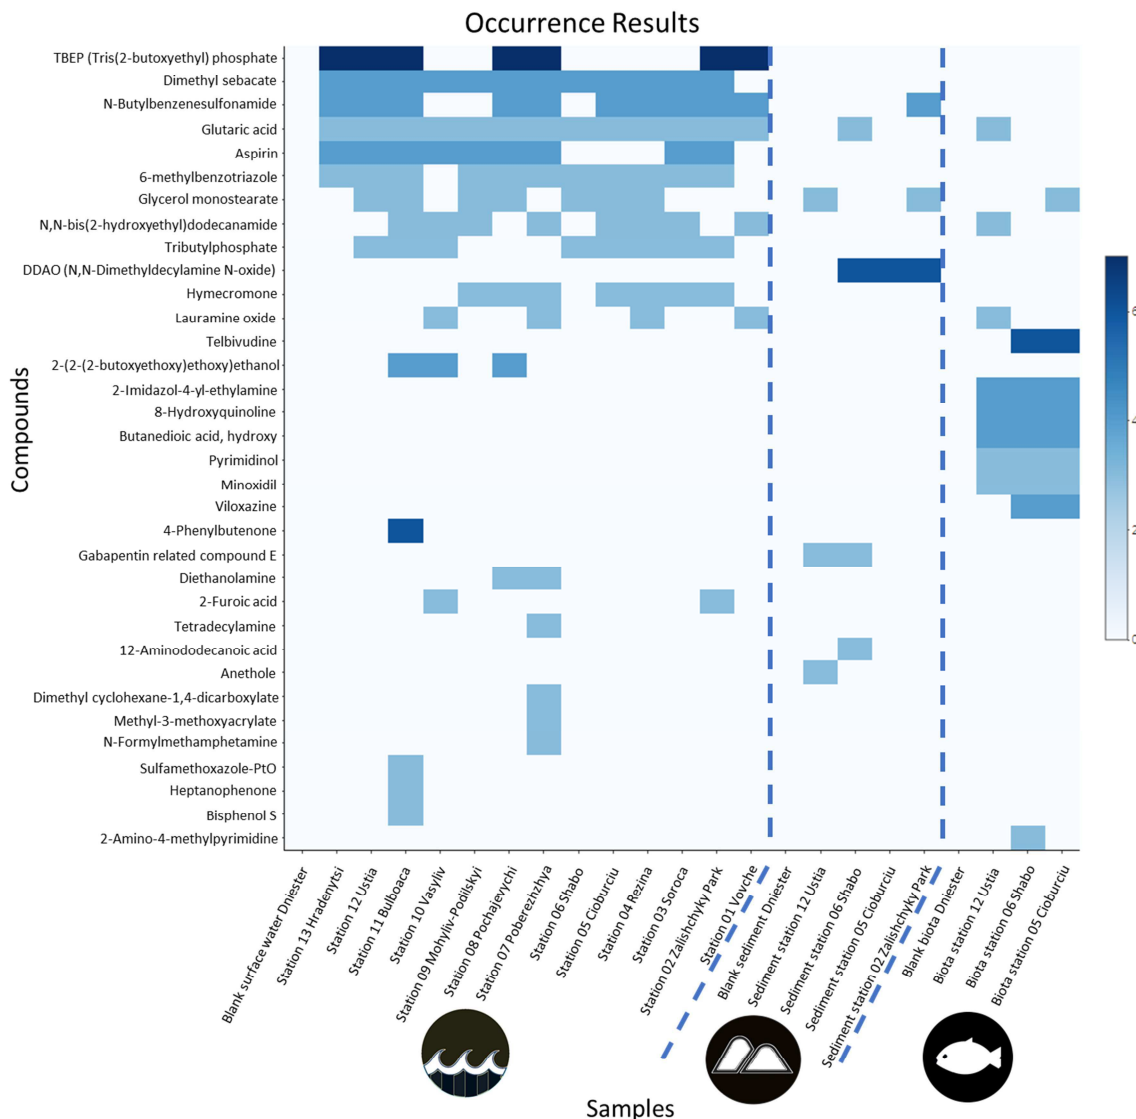 Occurrence Results
TBEP (Tris(2-butoxyethyl) phosphate
Dimethyl sebacate
N-Butylbenzenesulfonamide
Glutaric acid
Aspirin
6-methylbenzotriazole
Glycerol monostearate
N,N-bis(2-hydroxyethyl)dodecanamide
Tributylphosphate
DDAO (N,N-Dimethyldecylamine N-oxide)
Hymecromone
Lauramine oxide
Telbivudine
2-(2-(2-butoxyethoxy)ethoxy)ethanol
2-Imidazol-4-yl-ethylamine
8-Hydroxyquinoline
Butanedioic acid, hydroxy
Pyrimidinol
Minoxidil
Viloxazine
4-Phenylbutenone
Gabapentin related compound E
Diethanolamine
2-Furoic acid
Tetradecylamine
12-Aminododecanoic acid
Anethole
Dimethyl cyclohexane-1,4-dicarboxylate
Methyl-3-methoxyacrylate
N-Formylmethamphetamine
Sulfamethoxazole-PtO
Heptanophenone
Bisphenol S
2-Amino-4-methylpyrimidine
Compounds
6
4
2
0
Blank surface water Dniester
Station 13 Hradenytsi
Station 12 Ustia
Station 11 Bulboaca
Station 10 Vasyliv
Station 09 Mohyliv-Podilskyi
Station 08 Pochajevychi
Station 07 Poberezhzhya
Station 06 Shabo
Station 05 Cioburciu
Station 04 Rezina
Station 03 Soroca
Station 02 Zalishchyky Park
Station 01 Vovche
Blank sediment Dniester
Sediment station 12 Ustia
Sediment station 06 Shabo
Sediment station 05 Cioburciu
Sediment station 02 Zalishchyky Park
Blank biota Dniester
Biota station 12 Ustia
Biota station 06 Shabo
Biota station 05 Cioburciu
Samples